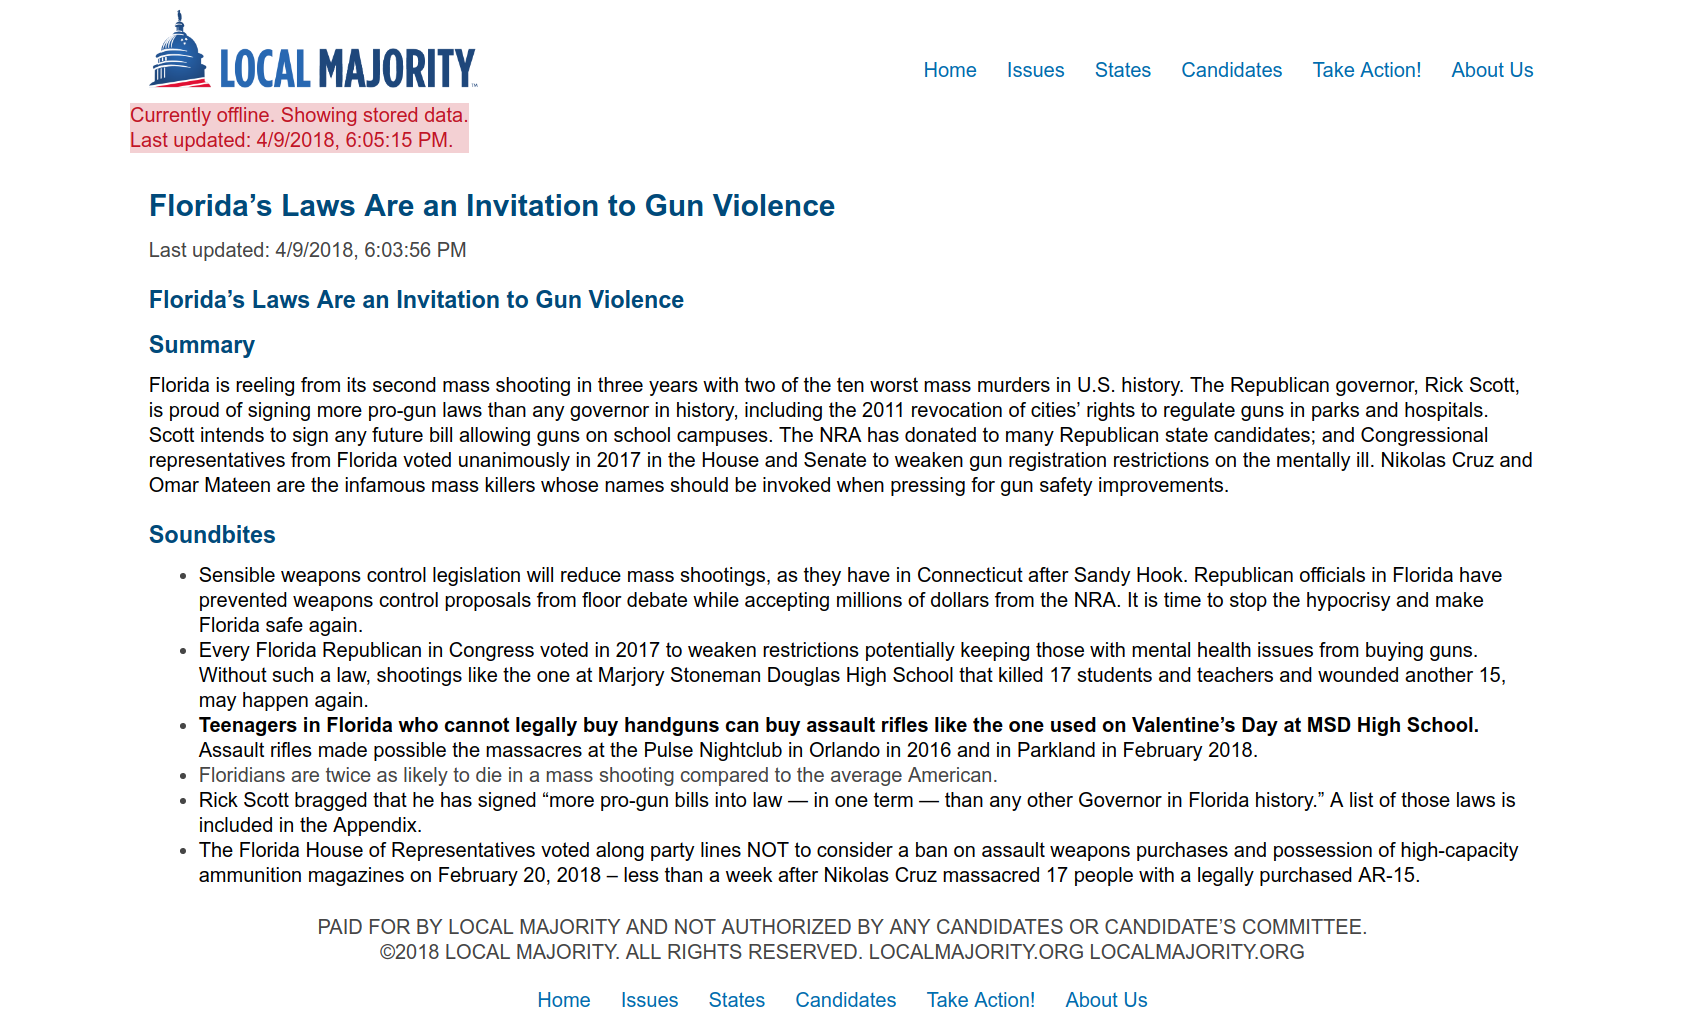 LOCAL MAJORITY™
Home Issues States Candidates Take Action! About Us
Currently offline. Showing stored data.
Last updated: 4/9/2018, 6:05:15 PM.
Florida’s Laws Are an Invitation to Gun Violence
Last updated: 4/9/2018, 6:03:56 PM
Florida’s Laws Are an Invitation to Gun Violence
Summary
Florida is reeling from its second mass shooting in three years with two of the ten worst mass murders in U.S. history. The Republican governor, Rick Scott,
is proud of signing more pro-gun laws than any governor in history, including the 2011 revocation of cities’ rights to regulate guns in parks and hospitals.
Scott intends to sign any future bill allowing guns on school campuses. The NRA has donated to many Republican state candidates; and Congressional
representatives from Florida voted unanimously in 2017 in the House and Senate to weaken gun registration restrictions on the mentally ill. Nikolas Cruz and
Omar Mateen are the infamous mass killers whose names should be invoked when pressing for gun safety improvements.
Soundbites
• Sensible weapons control legislation will reduce mass shootings, as they have in Connecticut after Sandy Hook. Republican officials in Florida have
prevented weapons control proposals from floor debate while accepting millions of dollars from the NRA. It is time to stop the hypocrisy and make
Florida safe again.
• Every Florida Republican in Congress voted in 2017 to weaken restrictions potentially keeping those with mental health issues from buying guns.
Without such a law, shootings like the one at Marjory Stoneman Douglas High School that killed 17 students and teachers and wounded another 15,
may happen again.
• Teenagers in Florida who cannot legally buy handguns can buy assault rifles like the one used on Valentine’s Day at MSD High School.
Assault rifles made possible the massacres at the Pulse Nightclub in Orlando in 2016 and in Parkland in February 2018.
• Floridians are twice as likely to die in a mass shooting compared to the average American.
• Rick Scott bragged that he has signed “more pro-gun bills into law — in one term — than any other Governor in Florida history.” A list of those laws is
included in the Appendix.
• The Florida House of Representatives voted along party lines NOT to consider a ban on assault weapons purchases and possession of high-capacity
ammunition magazines on February 20, 2018 – less than a week after Nikolas Cruz massacred 17 people with a legally purchased AR-15.
PAID FOR BY LOCAL MAJORITY AND NOT AUTHORIZED BY ANY CANDIDATES OR CANDIDATE’S COMMITTEE.
©2018 LOCAL MAJORITY. ALL RIGHTS RESERVED. LOCALMAJORITY.ORG LOCALMAJORITY.ORG
Home Issues States Candidates Take Action! About Us